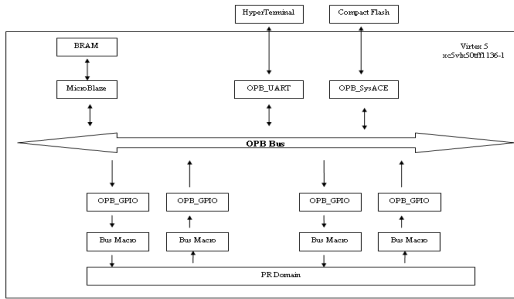 HyperTerminal Compact Flash
BRAM
Virtex 5
xc5vlx50tff1136-1
MicroBlaze OPB_UART OPB_SysACE
OPB Bus
OPB_GPIO OPB_GPIO OPB_GPIO OPB_GPIO
Bus Macro Bus Macro Bus Macro Bus Macro
PR Domain